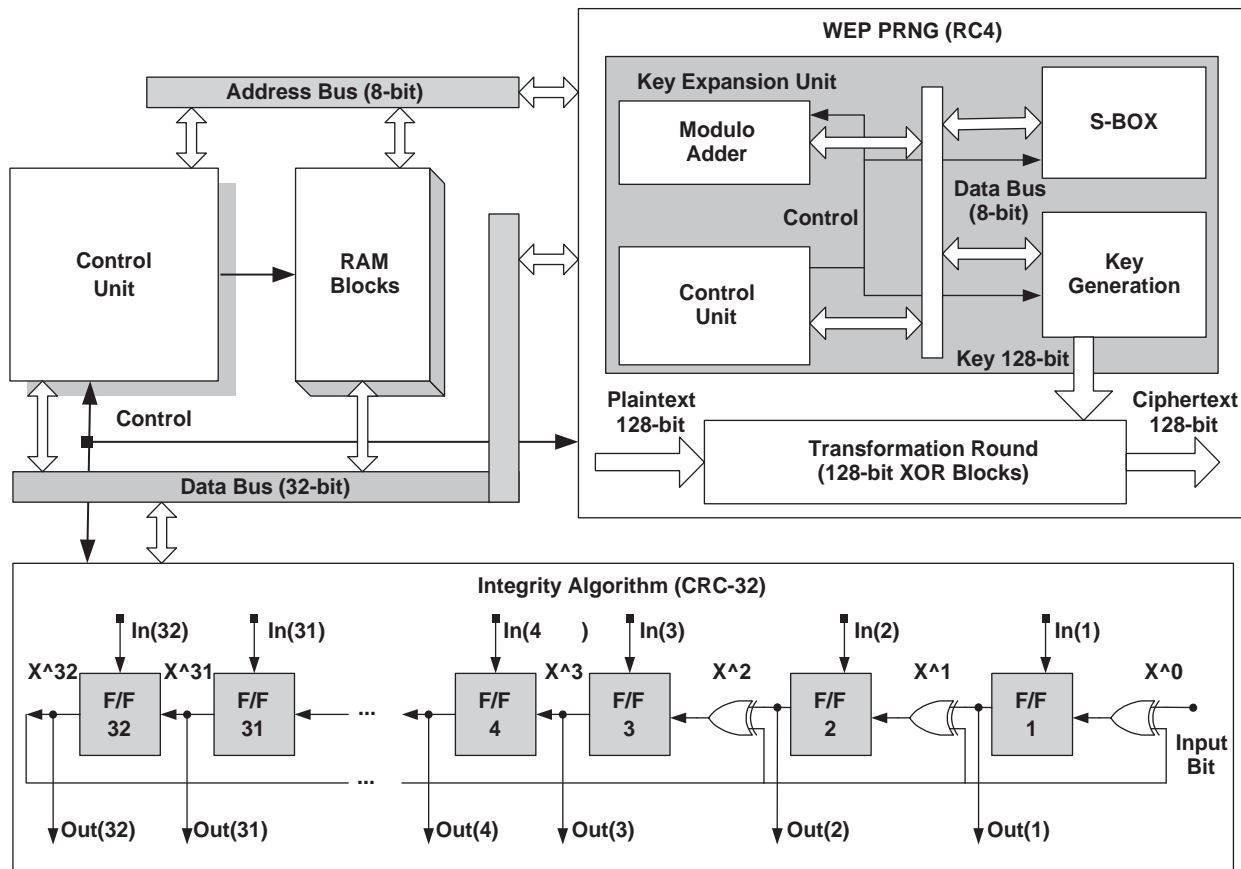 WEP PRNG (RC4)
Address Bus (8-bit)
Key Expansion Unit
Modulo
Adder
S-BOX
Data Bus
(8-bit)
Control
Control
Unit
RAM
Blocks
Control
Unit
Key
Generation
Key 128-bit
Control
Plaintext
128-bit
Ciphertext
128-bit
Transformation Round
(128-bit XOR Blocks)
Data Bus (32-bit)
Integrity Algorithm (CRC-32)
In(32)
In(31)
In(4 )
In(3)
In(2)
In(1)
X^32
X^31
X^3
X^2
X^1
X^0
F/F
32
F/F
31
...
F/F
4
F/F
3
F/F
2
F/F
1
Input
Bit
...
Out(32)
Out(31)
Out(4)
Out(3)
Out(2)
Out(1)